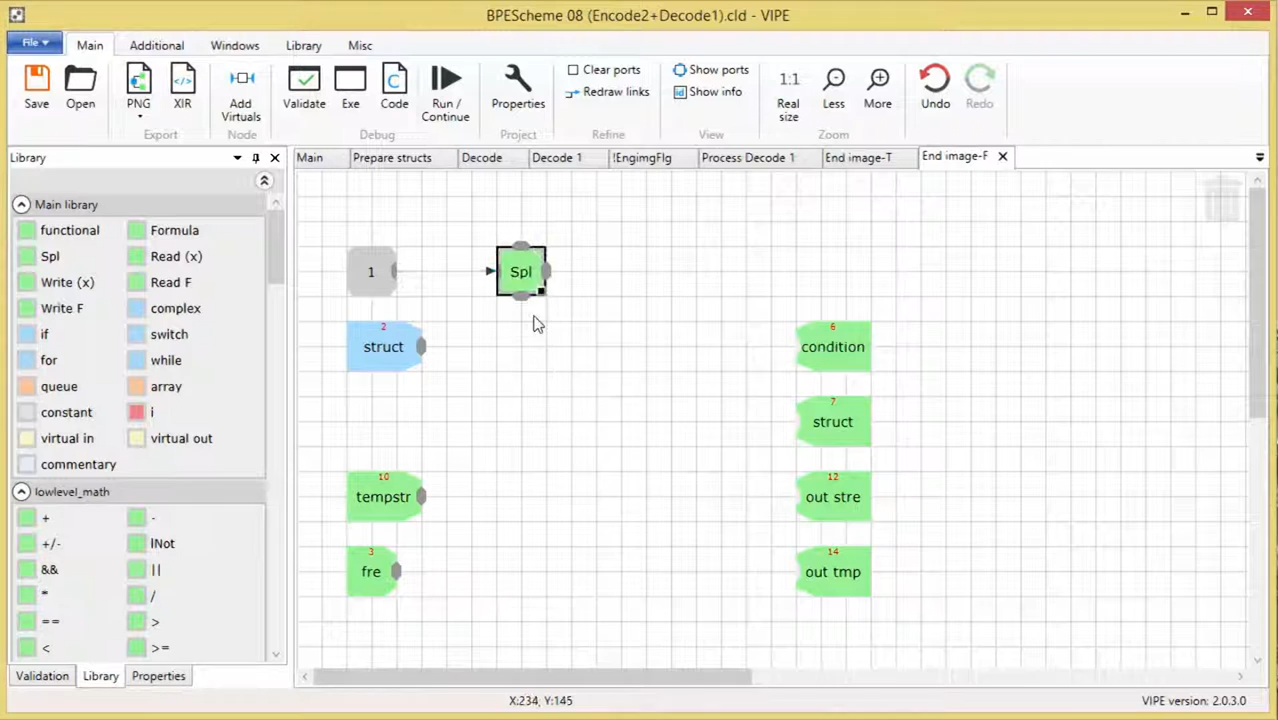 BPEScheme 08 (Encode2+Decode1).cld - VIPE
File Main Additional Windows Library Misc
Save Open PNG XIR Add Virtuals Validate Exe Code Run / Continue Properties Clear ports Redraw links Show ports Show info 1:1 Real size Less More Undo Redo
Export Node Debug Project Refine View Zoom
Library
Main Prepare structs Decode Decode 1 !EngimgFlg Process Decode 1 End image-T End image-F
Main library
functional Formula
Spl Read (x)
Write (x) Read F
Write F complex
if switch
for while
queue array
constant i
virtual in virtual out
commentary
lowlevel_math
+ -
+/- lNot
&& ||
* /
== >
< >=
Validation Library Properties
1 Spl
2
struct
6
condition
7
struct
10
tempstr
12
out stre
3
fre
14
out tmp
X:234, Y:145
VIPE version: 2.0.3.0